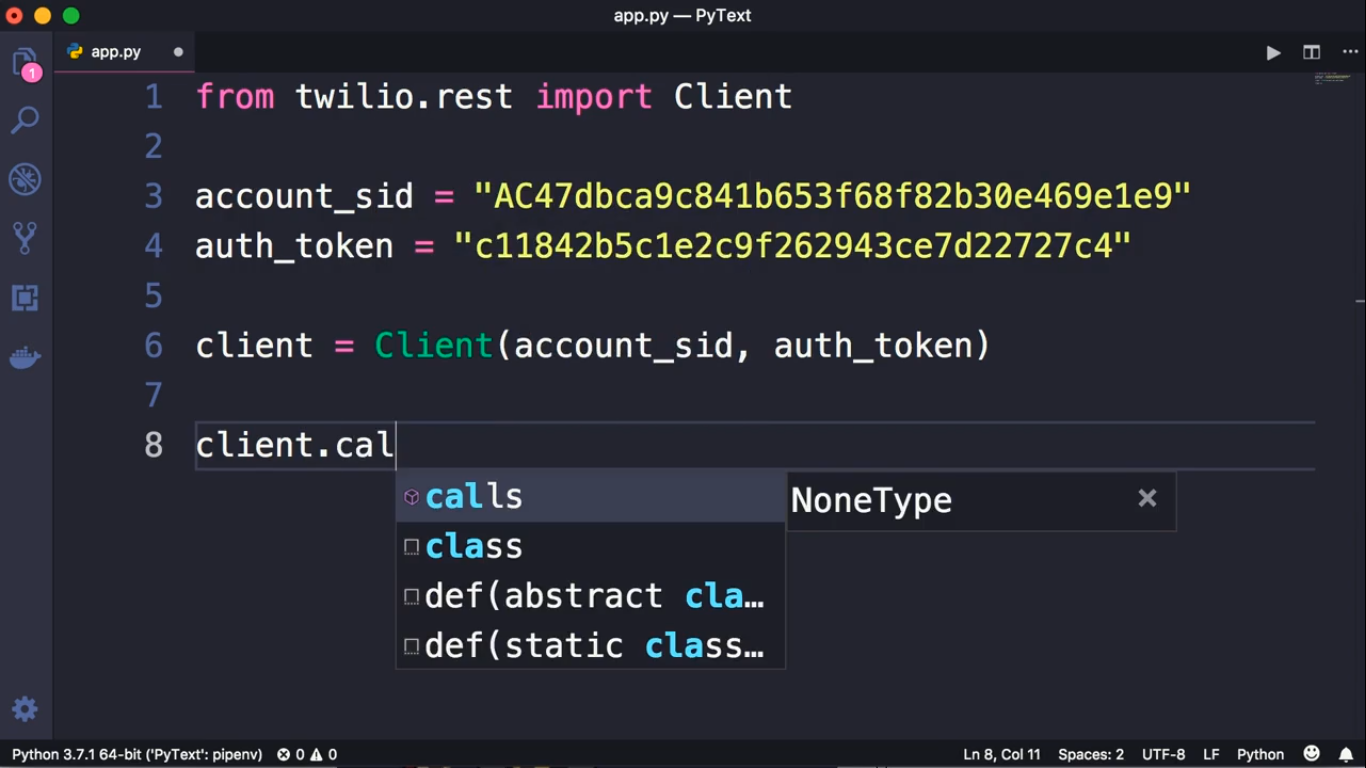 app.py — PyText
app.py
1
1 from twilio.rest import Client
2
3 account_sid = "AC47dbca9c841b653f68f82b30e469e1e9"
4 auth_token = "c11842b5c1e2c9f262943ce7d22727c4"
5
6 client = Client(account_sid, auth_token)
7
8 client.cal
calls NoneType
class
def(abstract cla…
def(static class…
Python 3.7.1 64-bit ('PyText': pipenv) 0 0 Ln 8, Col 11 Spaces: 2 UTF-8 LF Python